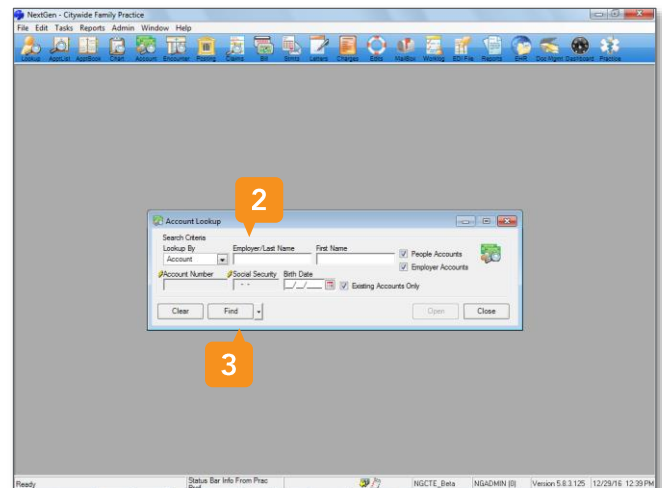 NextGen - Citywide Family Practice
File Edit Tasks Reports Admin Window Help
Lookup ApptList ApptBook Chart Account Encounter Posting Claims Bill Stmts Letters Charges Edits MailBox Worklog EDI File Reports EHR Doc Mgmt Dashboard Practice
2
Account Lookup
Search Criteria
Lookup By Employer/Last Name First Name
Account
People Accounts
Employer Accounts
Account Number Social Security Birth Date
- - _/_/__ Existing Accounts Only
Clear Find Open Close
3
Ready Status Bar Info From Prac NGCTE_Beta NGADMIN (0) Version 5.8.3.125 12/29/16 12:39 PM